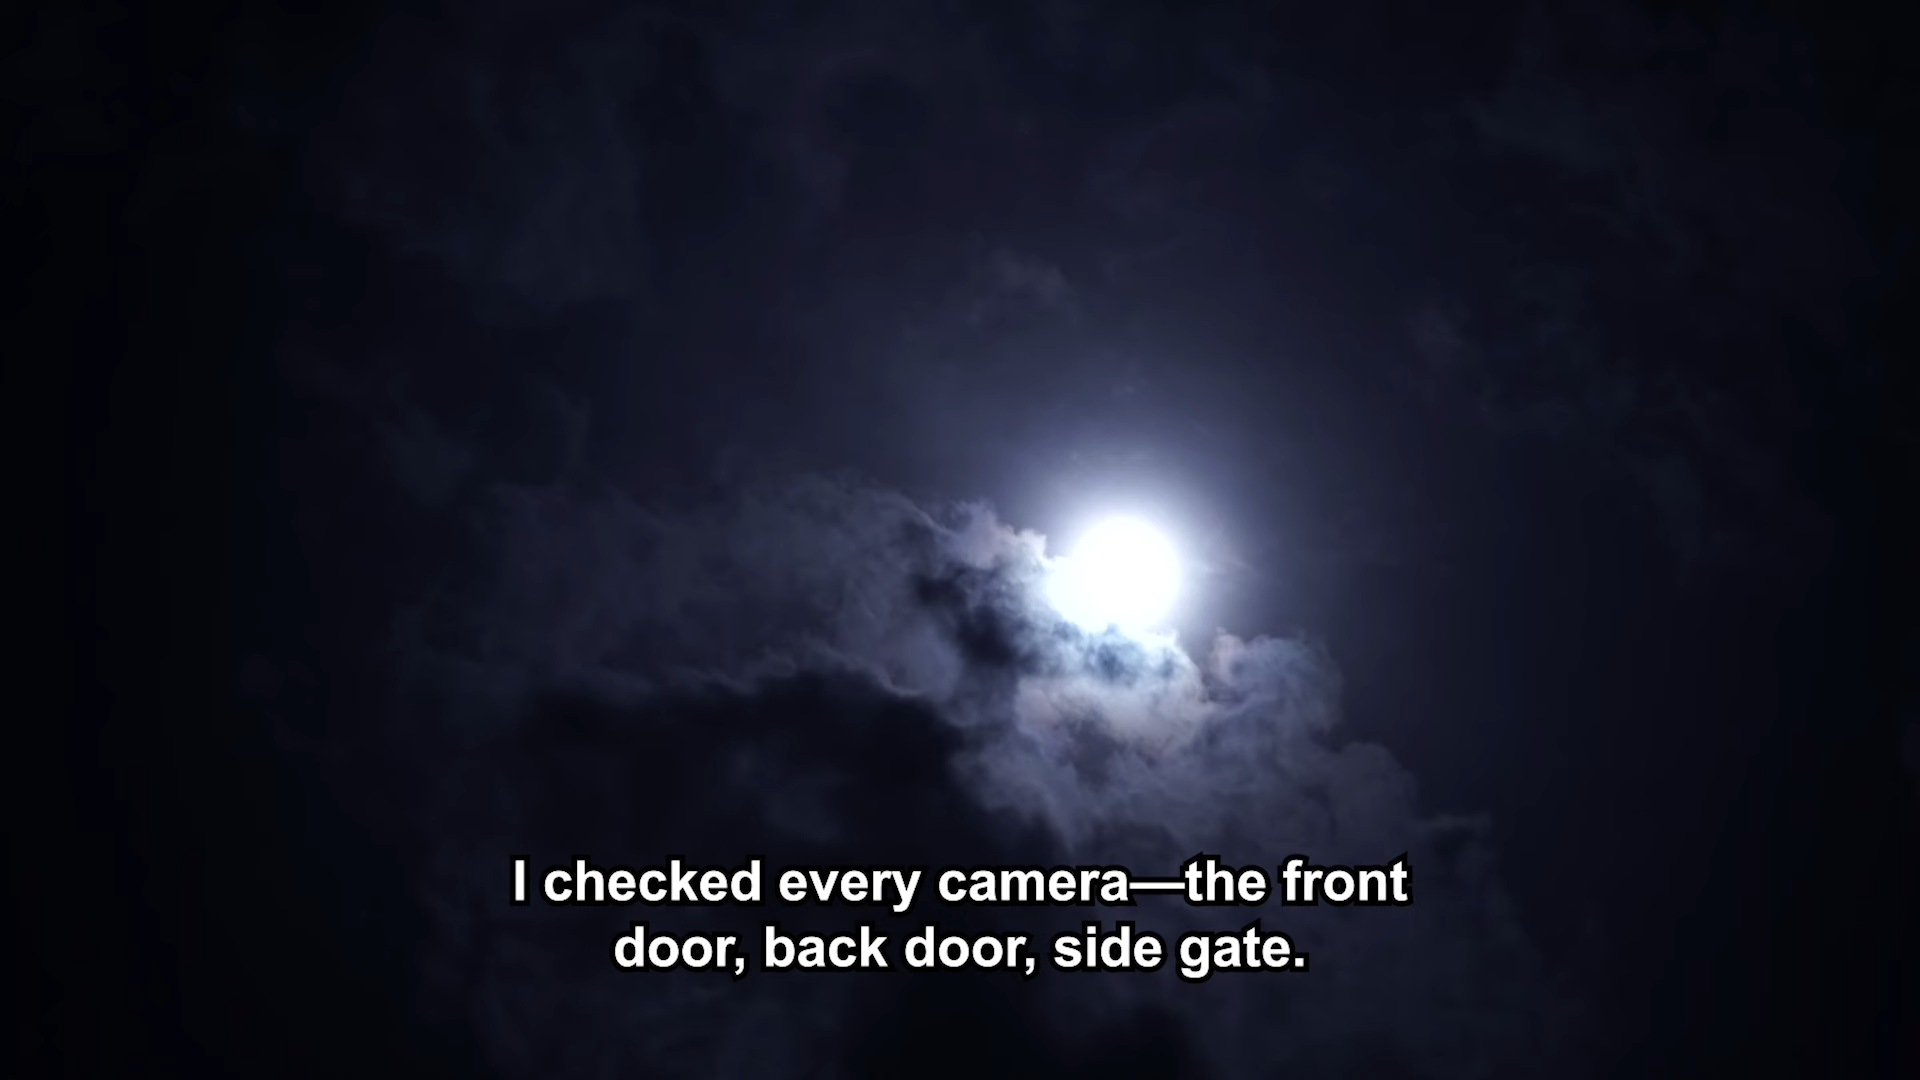 I checked every camera—the front
door, back door, side gate.